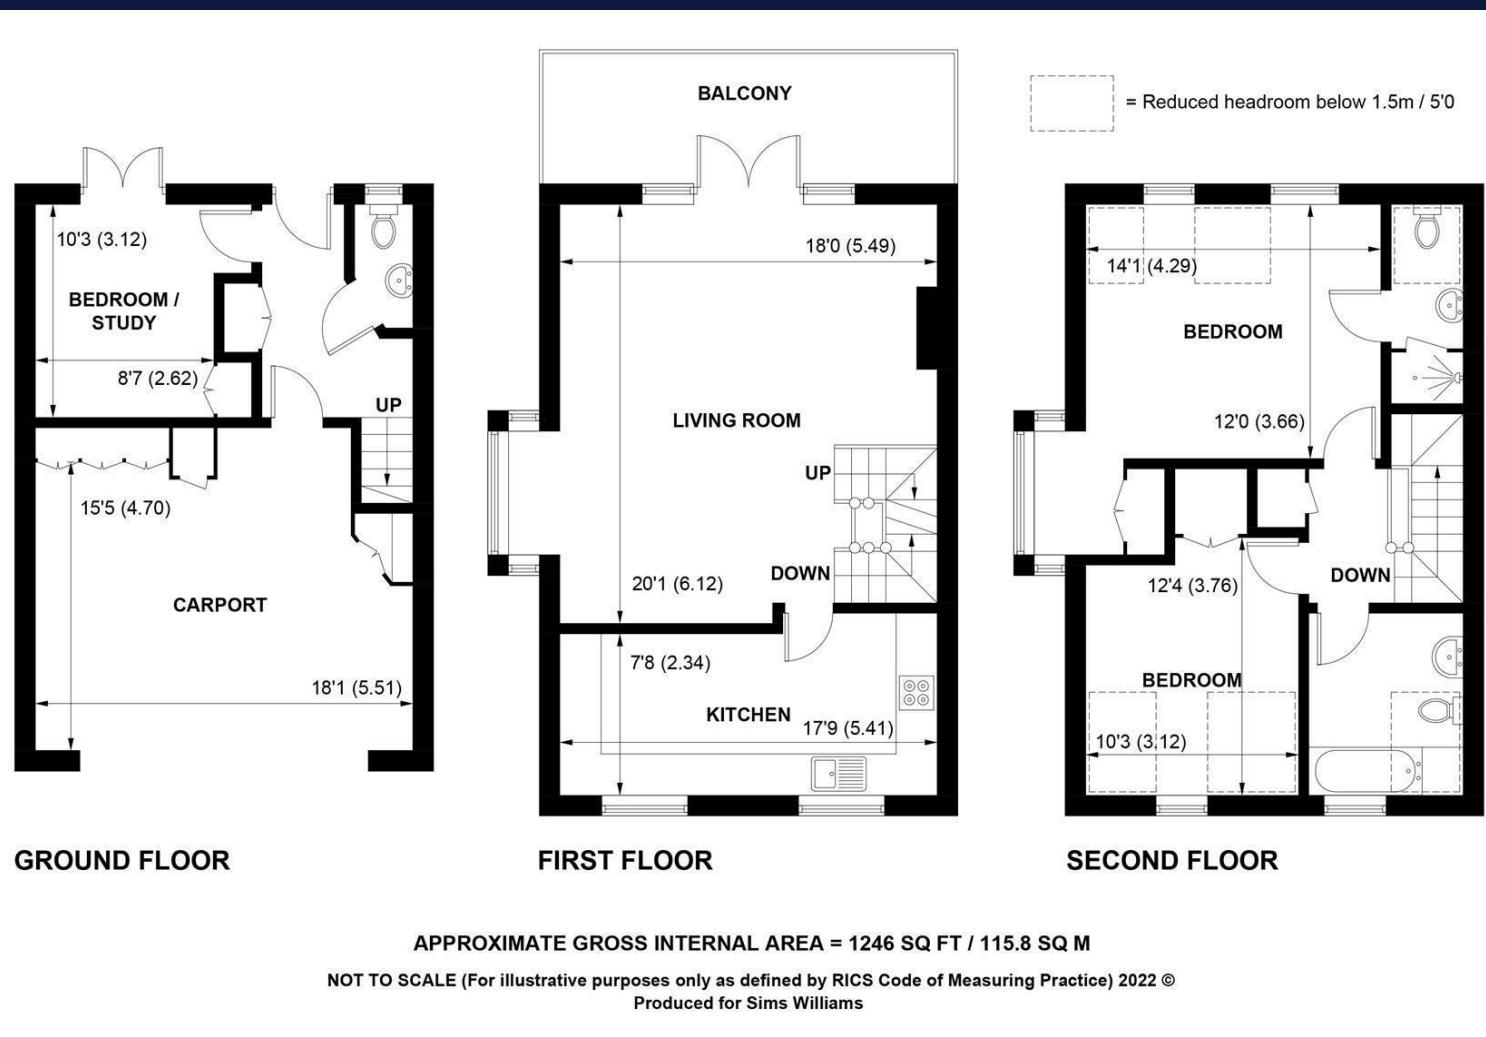 BALCONY
= Reduced headroom below 1.5m / 5'0
10'3 (3.12)
BEDROOM /
STUDY
8'7 (2.62)
UP
15'5 (4.70)
CARPORT
18'1 (5.51)
18'0 (5.49)
LIVING ROOM
UP
DOWN
20'1 (6.12)
7'8 (2.34)
KITCHEN
17'9 (5.41)
14'1 (4.29)
BEDROOM
12'0 (3.66)
12'4 (3.76)
DOWN
BEDROOM
10'3 (3.12)
GROUND FLOOR
FIRST FLOOR
SECOND FLOOR
APPROXIMATE GROSS INTERNAL AREA = 1246 SQ FT / 115.8 SQ M
NOT TO SCALE (For illustrative purposes only as defined by RICS Code of Measuring Practice) 2022 ©
Produced for Sims Williams